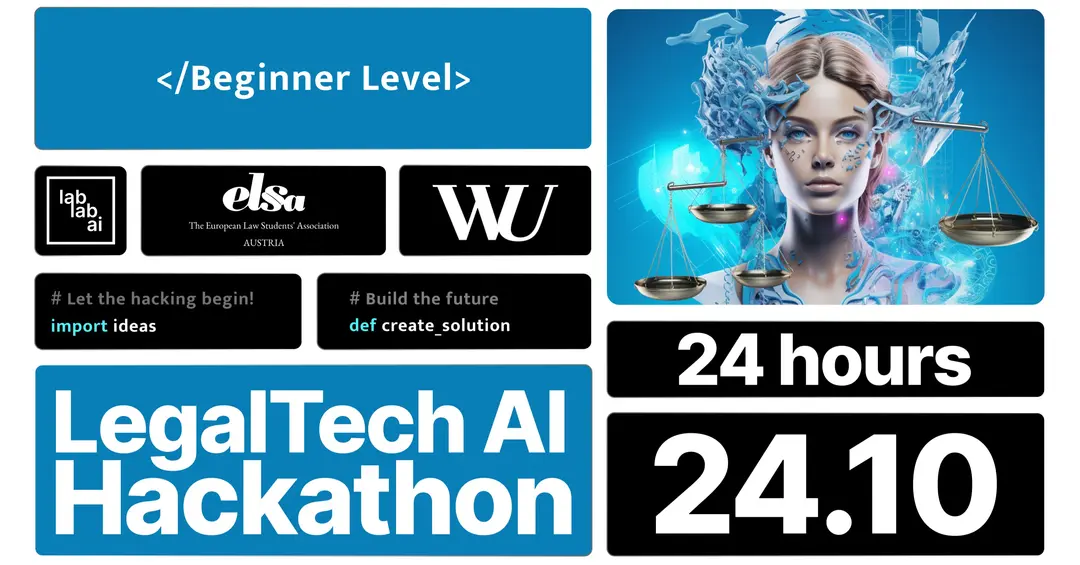 </Beginner Level>
lab
lab
ai
elsa
The European Law Students' Association
AUSTRIA
WU
# Let the hacking begin!
import ideas
# Build the future
def create_solution
LegalTech AI
Hackathon
24 hours
24.10